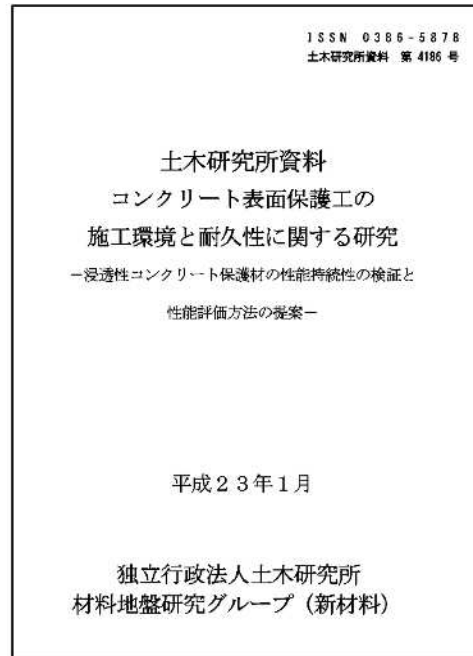 ISSN 0386-5878
土木研究所資料 第 4186 号
土木研究所資料
コンクリート表面保護工の
施工環境と耐久性に関する研究
−浸透性コンクリート保護材の性能持続性の検証と
性能評価方法の提案−
平成23年1月
独立行政法人土木研究所
材料地盤研究グループ(新材料)